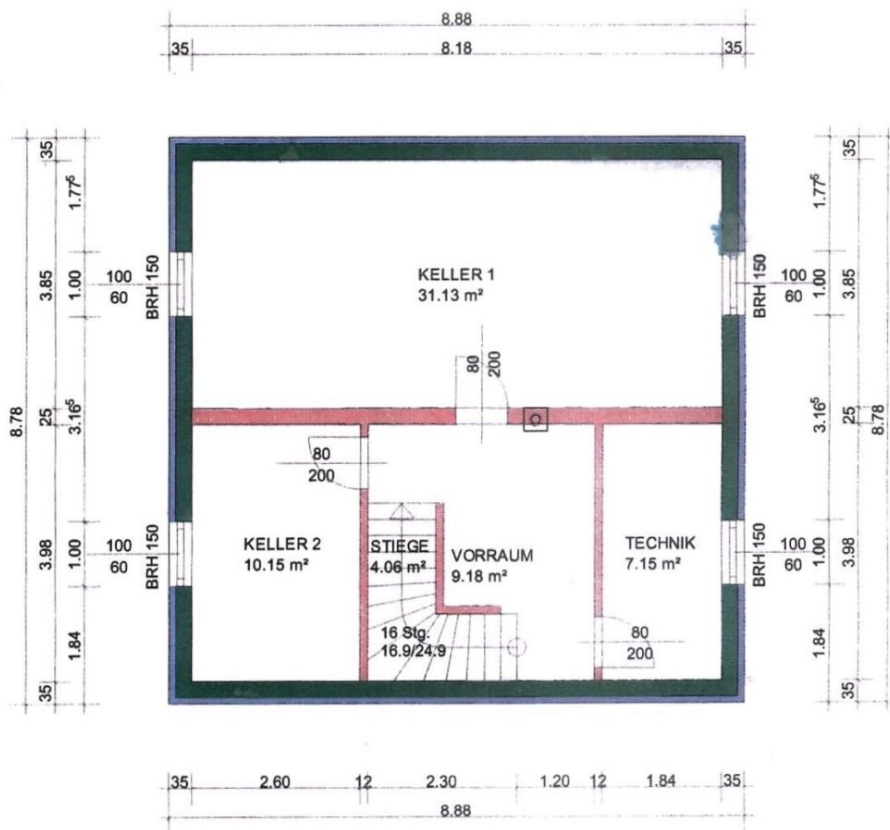 8.88
35 8.18 35
35
1.77⁵
1.00
3.16⁵
1.00
1.84
35
3.85
25
3.98
8.78
100
60
BRH 150
100
60
BRH 150
KELLER 1
31.13 m²
80
200
80
200
KELLER 2
10.15 m²
STIEGE
4.06 m²
VORRAUM
9.18 m²
TECHNIK
7.15 m²
16 Stg.
16.9/24.9
80
200
BRH 150
100
60
BRH 150
100
60
35
1.77⁵
1.00
3.16⁵
1.00
1.84
35
3.85
25
3.98
8.78
35 2.60 12 2.30 1.20 12 1.84 35
8.88